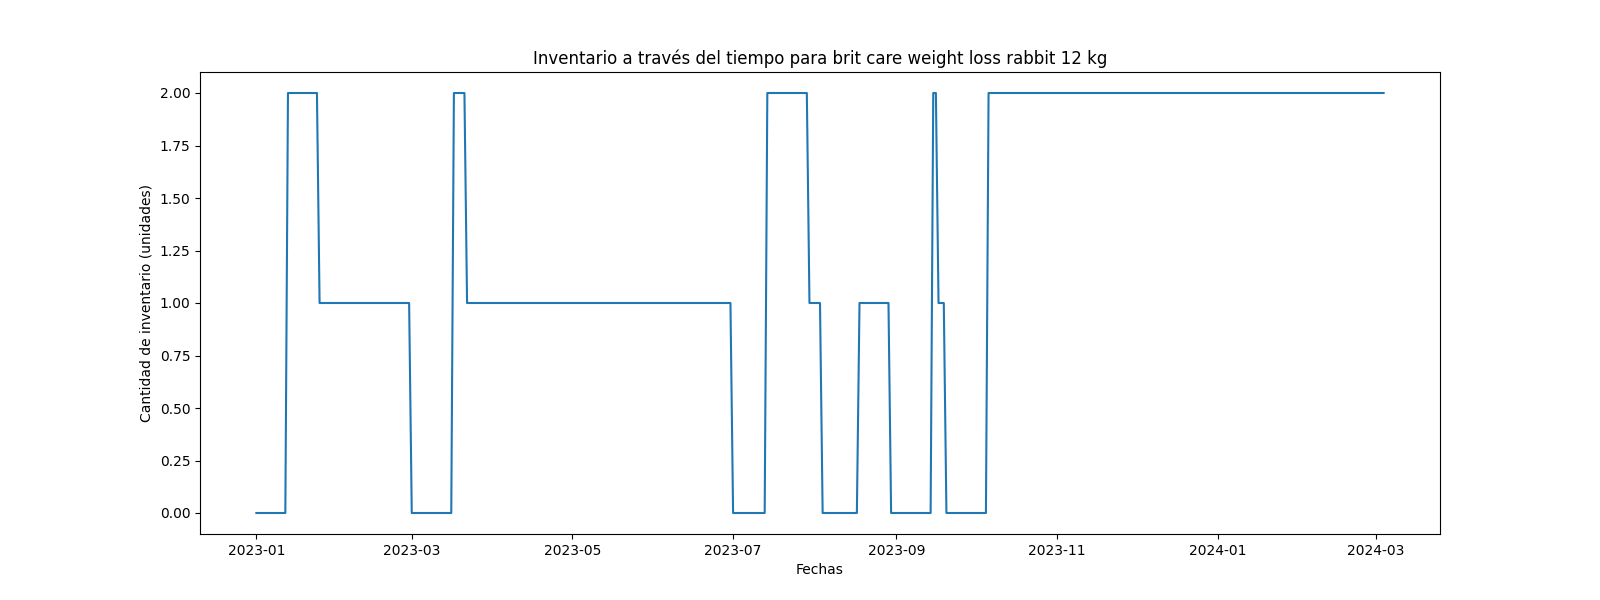 Inventario a través del tiempo para brit care weight loss rabbit 12 kg
Cantidad de inventario (unidades)
2.00
1.75
1.50
1.25
1.00
0.75
0.50
0.25
0.00
2023-01 2023-03 2023-05 2023-07 2023-09 2023-11 2024-01 2024-03
Fechas